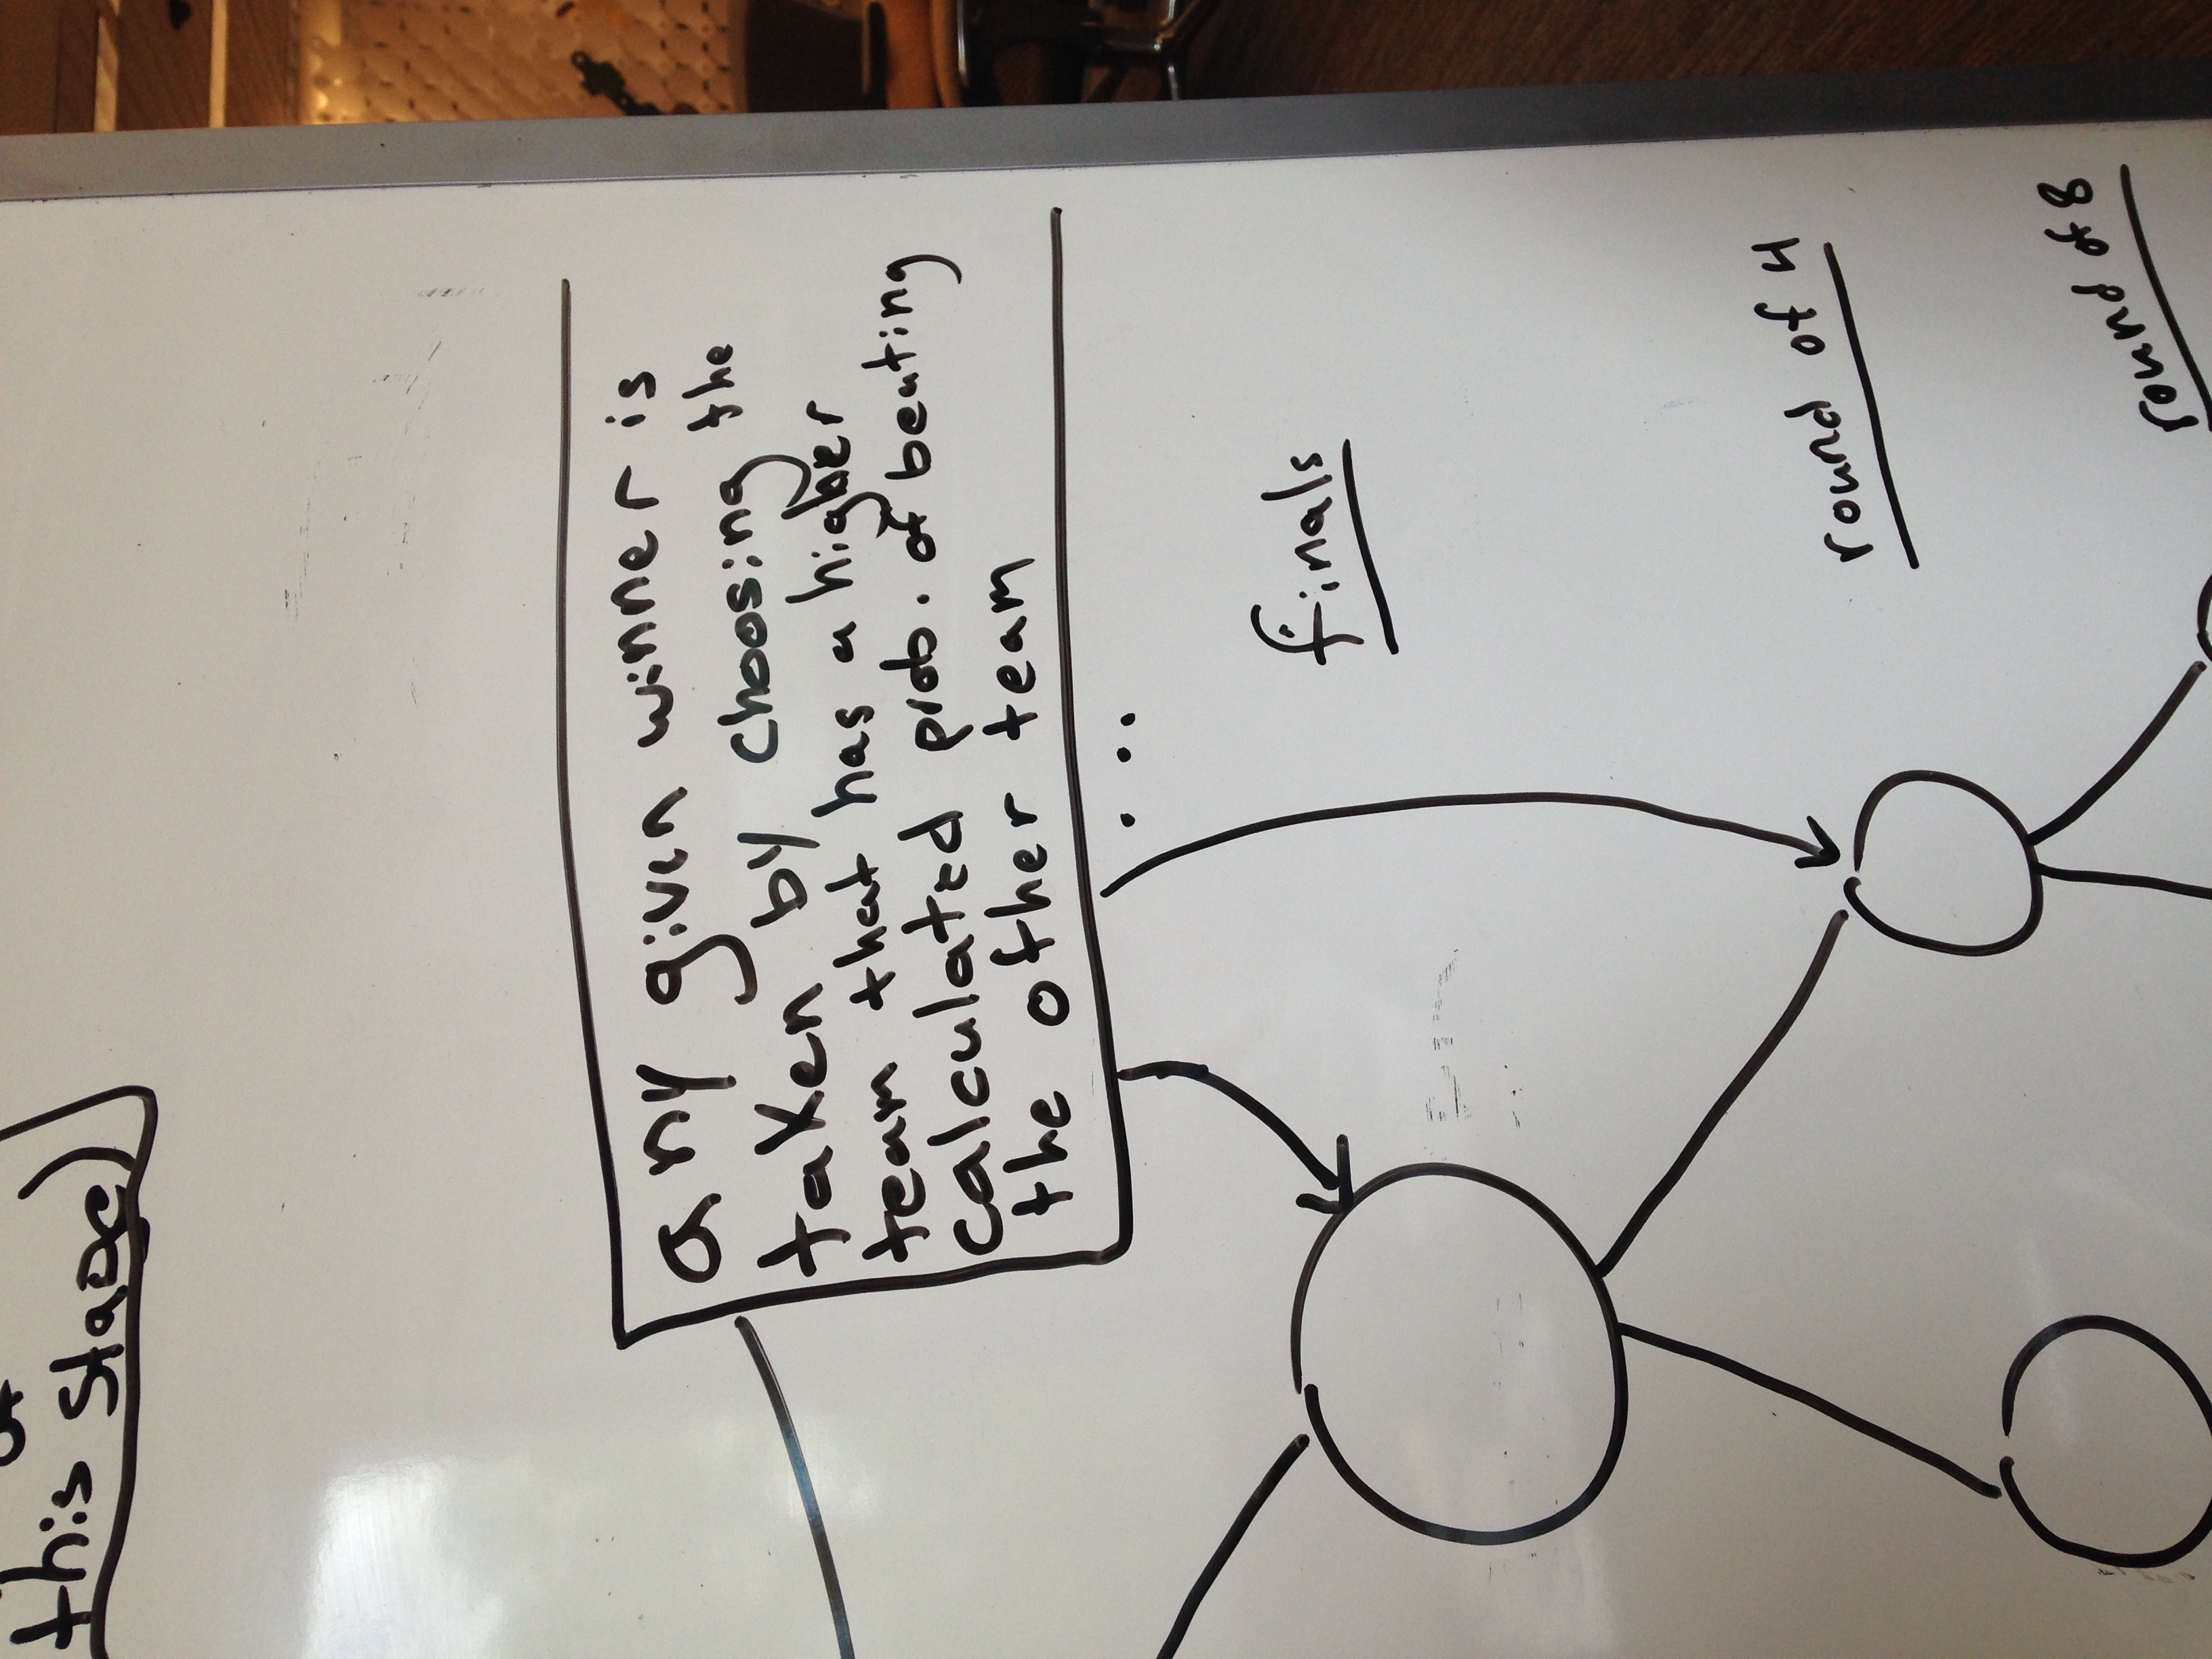 this stage)
any given winner is
taken by choosing the
team that has a higher
calculated prob. of beating
the other team
...
finals
round of 4
round of 8